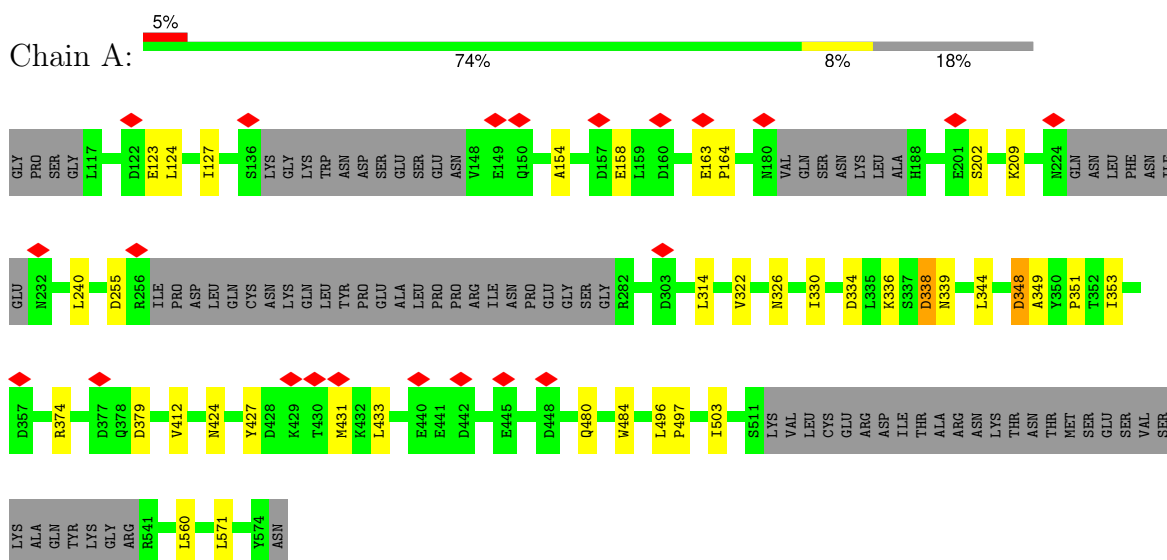 5%
Chain A:
74% 8% 18%
GLY PRO SER GLY L117 D122 E123 L124 I127 S136 LYS GLY LYS TRP ASN ASP SER GLU SER GLU ASN V148 E149 Q150 A154 D157 E158 L159 D160 E163 P164 N180 VAL GLN SER ASN LYS LEU ALA H188 E201 S202 K209 N224 GLN ASN LEU PHE ASN ILE
GLU N232 L240 D255 R256 ILE PRO ASP LEU GLN CYS ASN LYS GLN LEU TYR PRO GLU ALA LEU PRO PRO ARG ILE ASN PRO GLU GLY SER GLY R282 D303 L314 V322 N326 I330 D334 L335 K336 S337 D338 N339 L344 D348 A349 Y350 P351 T352 I353
D357 R374 D377 Q378 D379 V412 N424 Y427 D428 K429 T430 M431 K432 L433 E440 E441 D442 E445 D448 Q480 W484 L496 P497 I503 S511 LYS VAL LEU CYS GLU ARG ASP ILE THR ALA ARG ASN LYS THR ASN THR MET SER GLU SER VAL SER
LYS ALA GLN TYR LYS GLY ARG R541 L560 L571 Y574 ASN